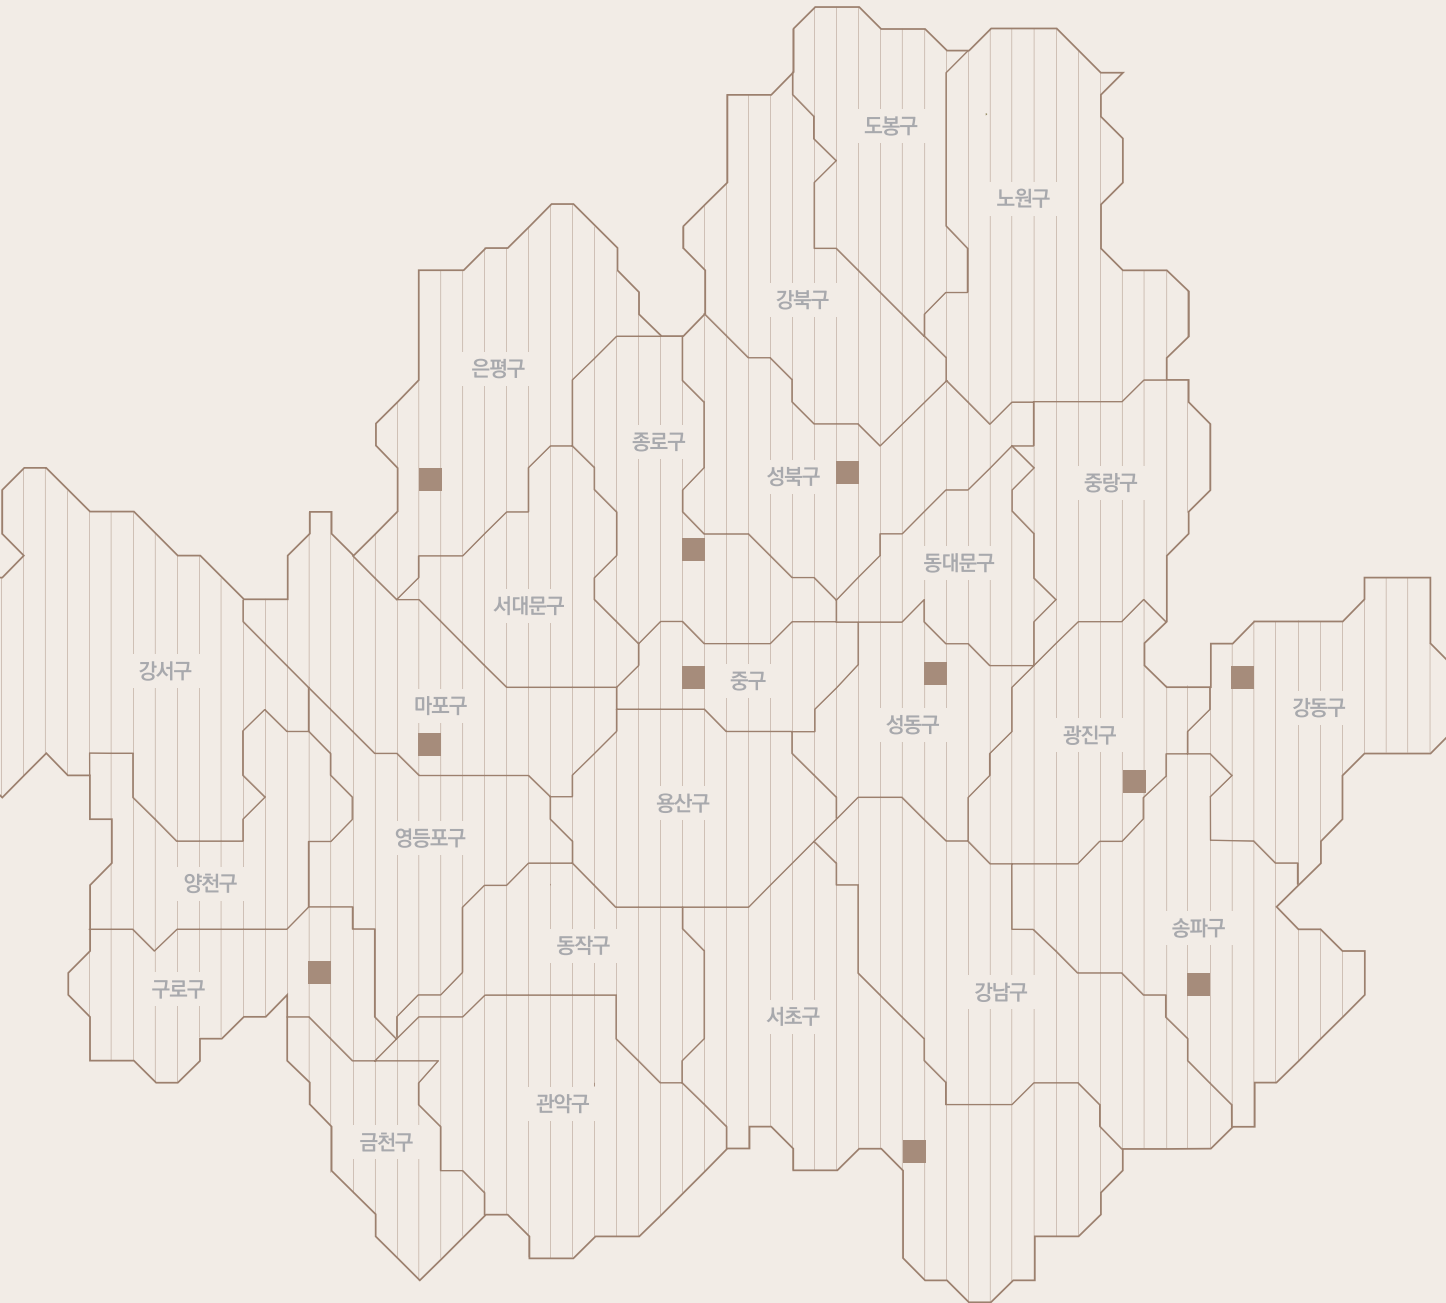 도봉구
노원구
강북구
은평구
종로구
성북구
중랑구
동대문구
서대문구
강서구
중구
마포구
강동구
성동구
광진구
용산구
영등포구
양천구
송파구
동작구
구로구
강남구
서초구
관악구
금천구